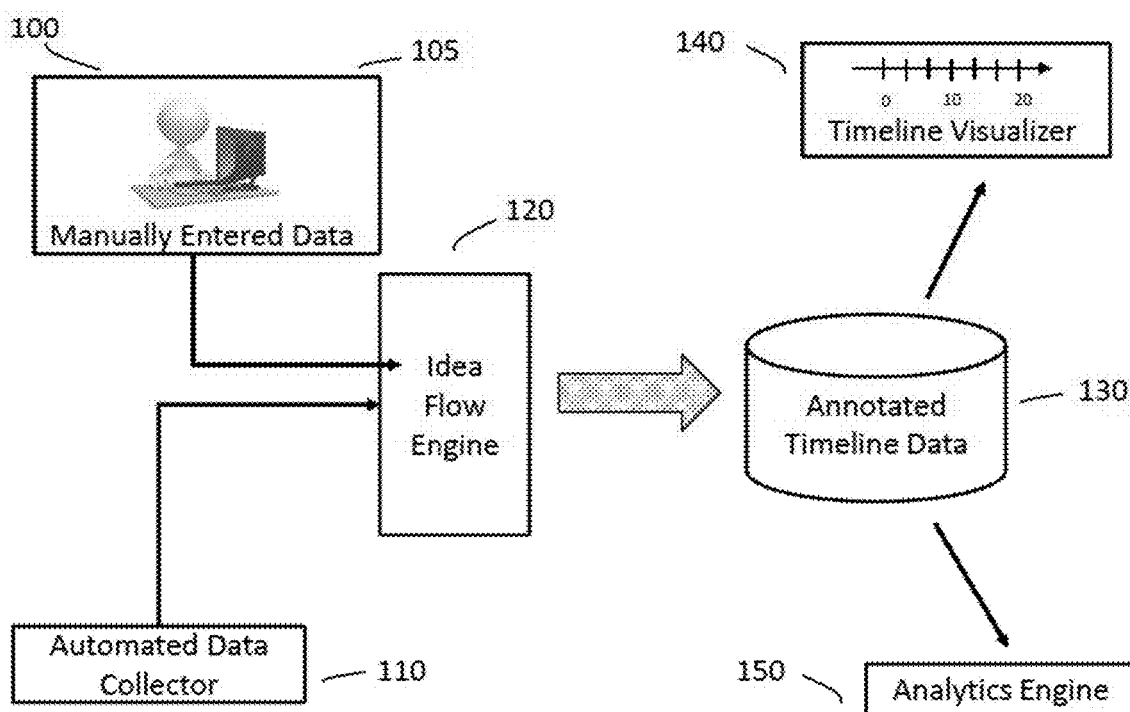 100
105
Manually Entered Data
120
Idea
Flow
Engine
Automated Data
Collector
110
140
0 10 20
Timeline Visualizer
Annotated
Timeline Data
130
150
Analytics Engine